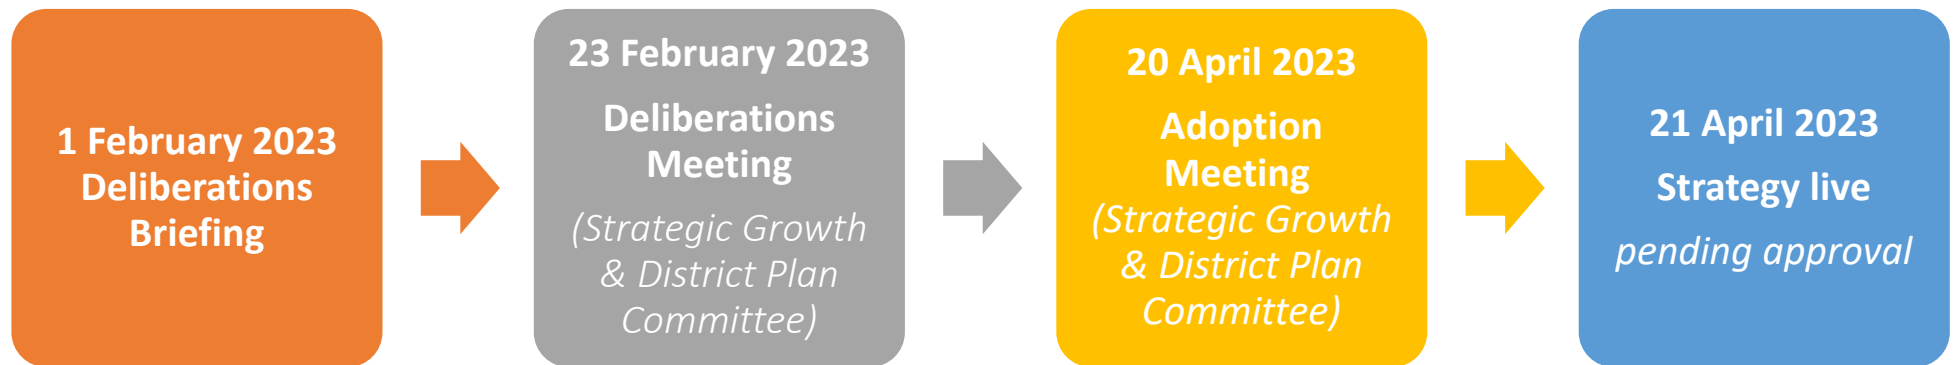 1 February 2023
Deliberations
Briefing
23 February 2023
Deliberations
Meeting
(Strategic Growth
& District Plan
Committee)
20 April 2023
Adoption
Meeting
(Strategic Growth
& District Plan
Committee)
21 April 2023
Strategy live
pending approval